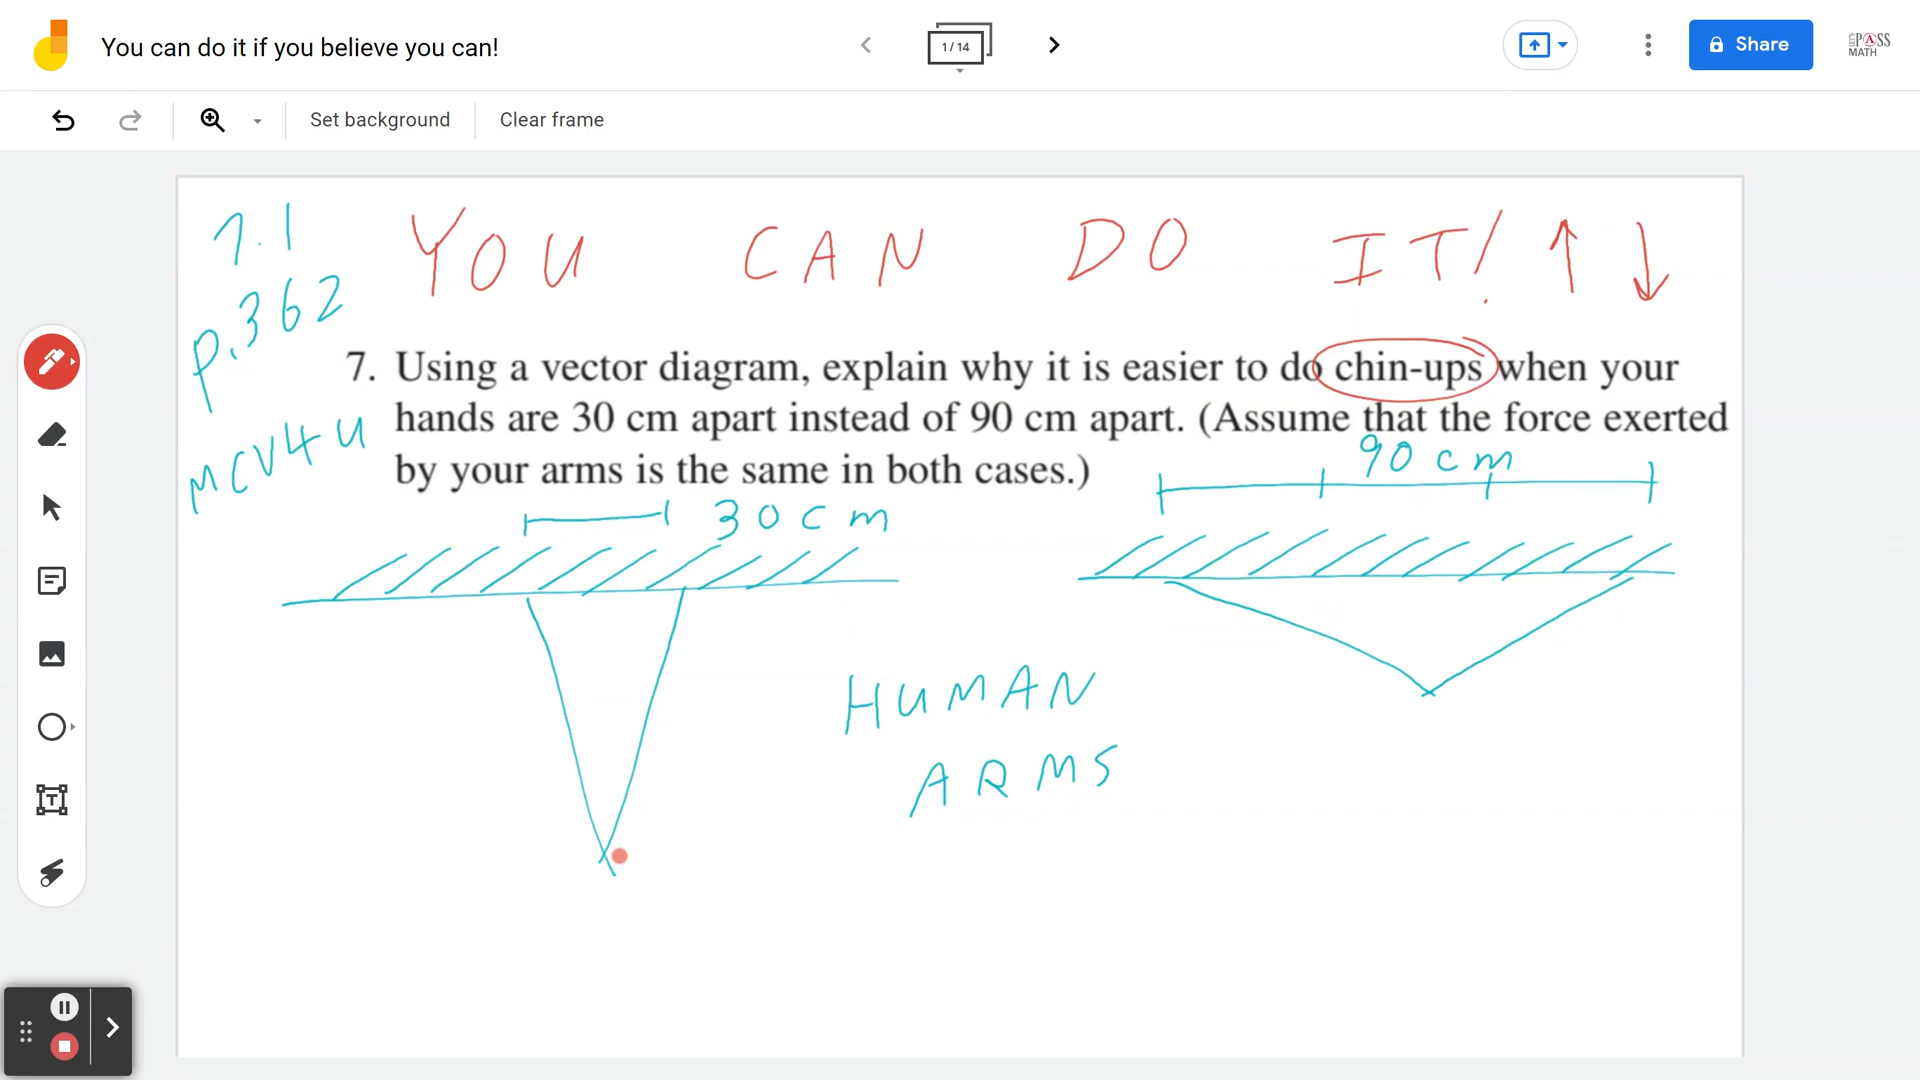 You can do it if you believe you can!
1 / 14
Share
PASS
MATH
Set background
Clear frame
7.1
YOU CAN DO IT! ↑ ↓
p.362
MCV4U
7. Using a vector diagram, explain why it is easier to do chin-ups when your
hands are 30 cm apart instead of 90 cm apart. (Assume that the force exerted
by your arms is the same in both cases.)
90 cm
30 cm
HUMAN
ARMS